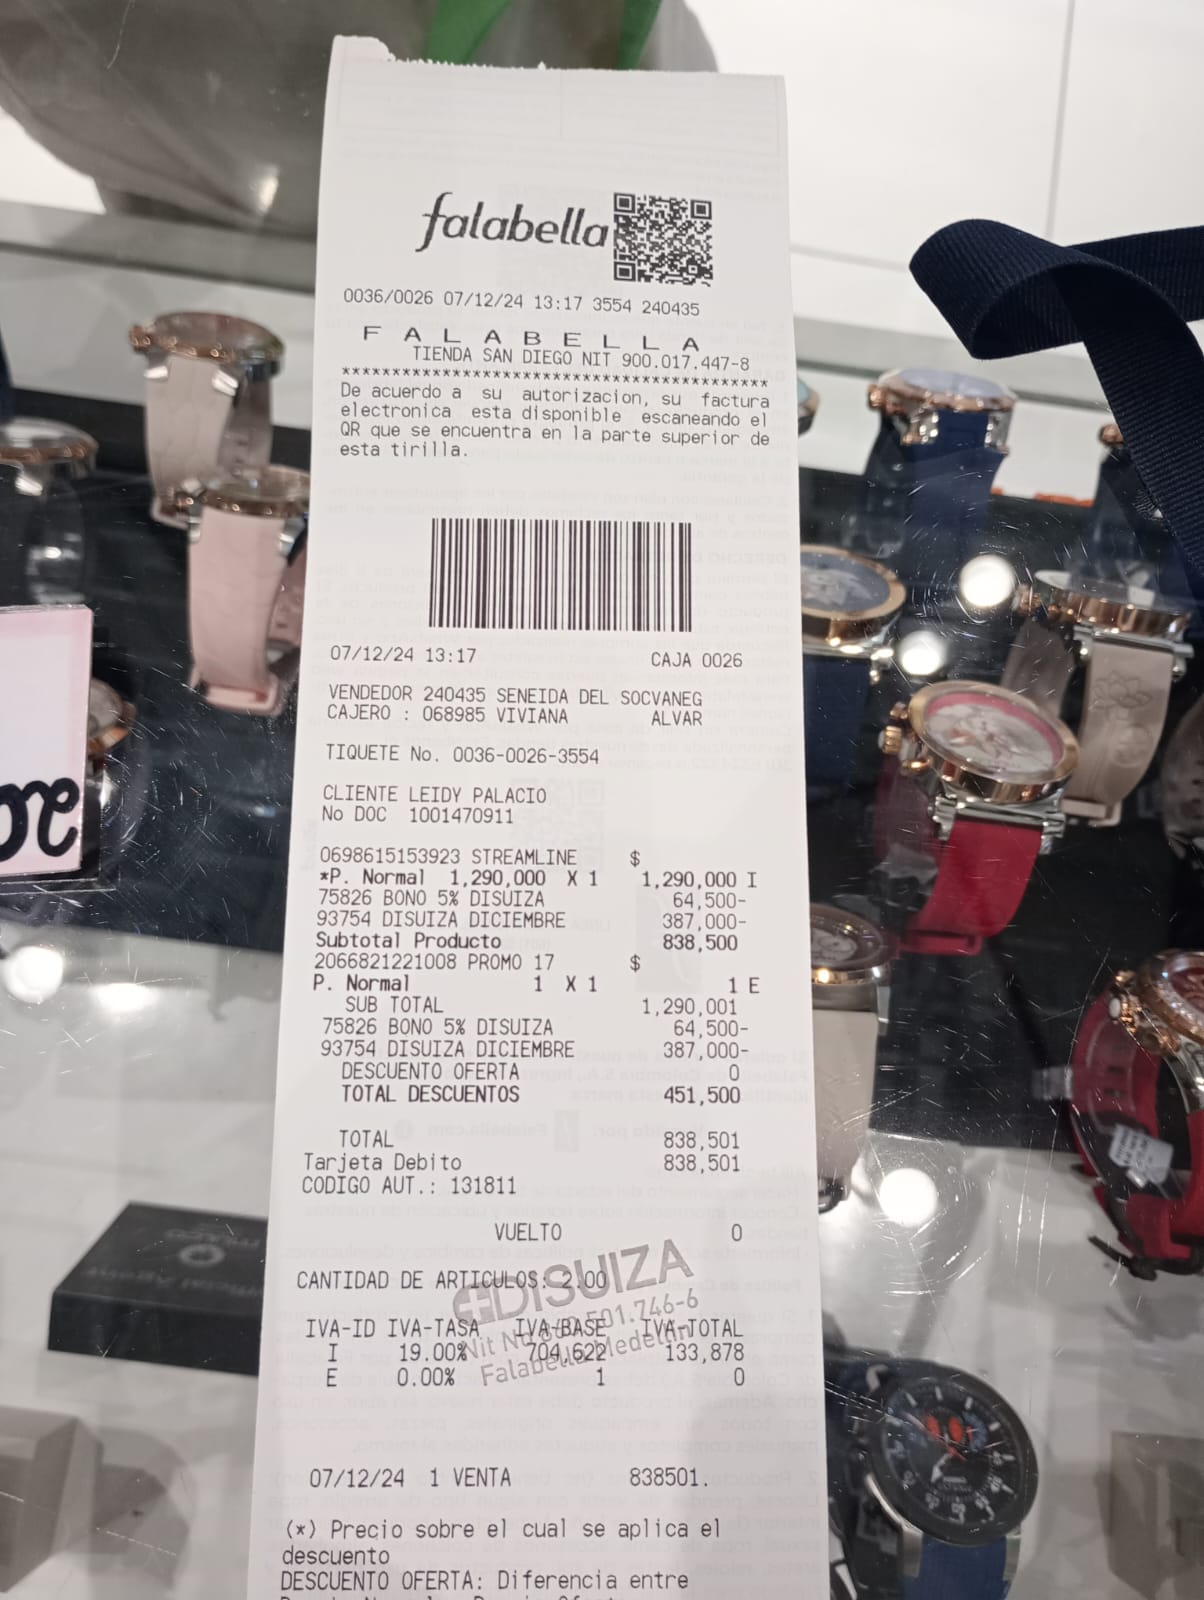 falabella
0036/0026 07/12/24 13:17 3554 240435
F A L A B E L L A
TIENDA SAN DIEGO NIT 900.017.447-8
******************************************
De acuerdo a su autorizacion, su factura
electronica esta disponible escaneando el
QR que se encuentra en la parte superior de
esta tirilla.
07/12/24 13:17 CAJA 0026
VENDEDOR 240435 SENEIDA DEL SOCVANEG
CAJERO : 068985 VIVIANA ALVAR
TIQUETE No. 0036-0026-3554
CLIENTE LEIDY PALACIO
No DOC 1001470911
0698615153923 STREAMLINE $
*P. Normal 1,290,000 X 1 1,290,000 I
75826 BONO 5% DISUIZA 64,500-
93754 DISUIZA DICIEMBRE 387,000-
Subtotal Producto 838,500
2066821221008 PROMO 17 $
P. Normal 1 X 1 1 E
SUB TOTAL 1,290,001
75826 BONO 5% DISUIZA 64,500-
93754 DISUIZA DICIEMBRE 387,000-
DESCUENTO OFERTA 0
TOTAL DESCUENTOS 451,500
TOTAL 838,501
Tarjeta Debito 838,501
CODIGO AUT.: 131811
VUELTO 0
CANTIDAD DE ARTICULOS: 2.00
DISUIZA
IVA-ID IVA-TASA IVA-BASE IVA-TOTAL
Nit No 501.746-6
I 19.00% 704,622 133,878
Falabella Medellín
E 0.00% 1 0
07/12/24 1 VENTA 838501.
(*) Precio sobre el cual se aplica el
descuento
DESCUENTO OFERTA: Diferencia entre